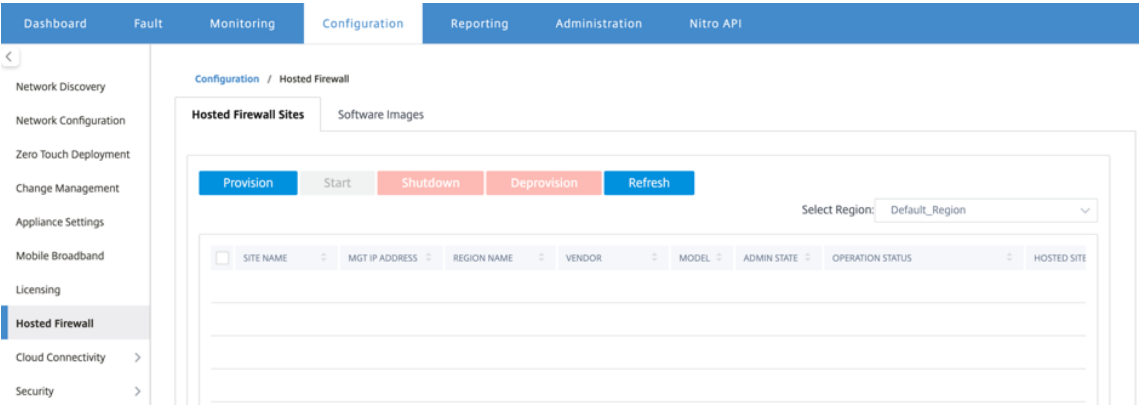 Dashboard Fault Monitoring Configuration Reporting Administration Nitro API
Configuration / Hosted Firewall
Network Discovery
Network Configuration
Zero Touch Deployment
Change Management
Appliance Settings
Mobile Broadband
Licensing
Hosted Firewall
Cloud Connectivity
Security
Hosted Firewall Sites Software Images
Provision Start Shutdown Deprovision Refresh
Select Region: Default_Region
SITE NAME MGT IP ADDRESS REGION NAME VENDOR MODEL ADMIN STATE OPERATION STATUS HOSTED SITE